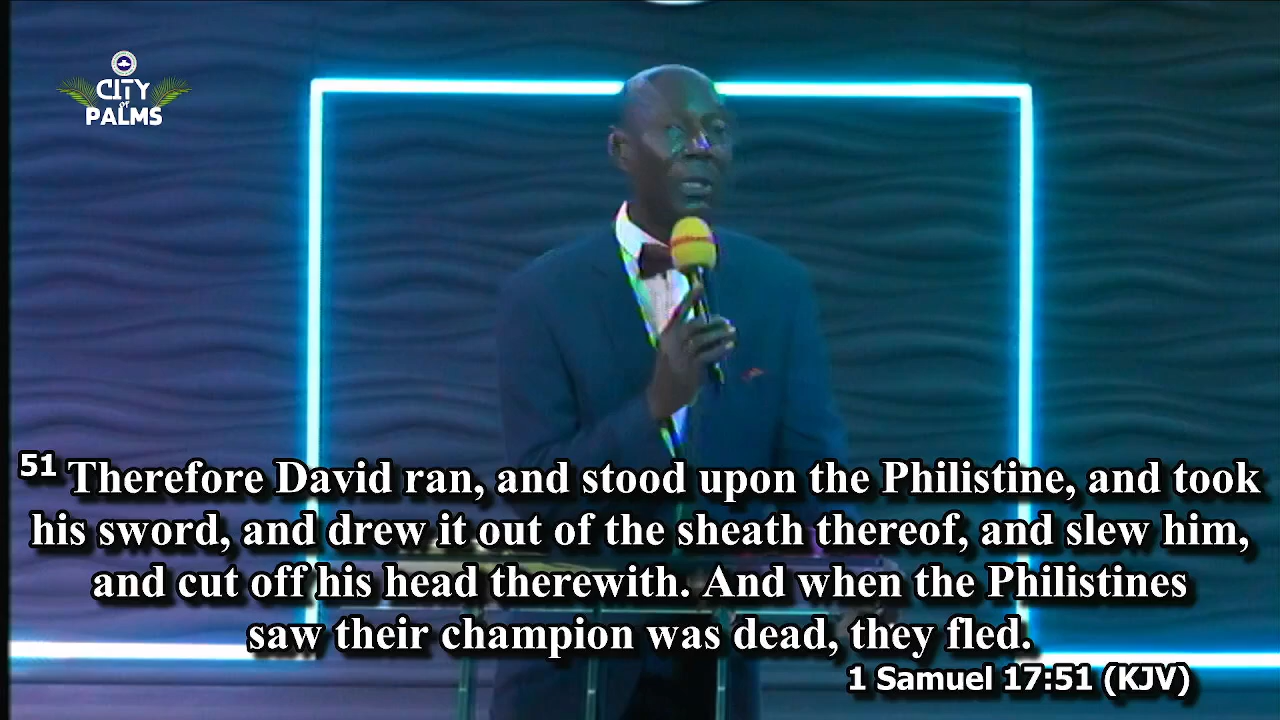 CITY
OF
PALMS
51 Therefore David ran, and stood upon the Philistine, and took
his sword, and drew it out of the sheath thereof, and slew him,
and cut off his head therewith. And when the Philistines
saw their champion was dead, they fled.
1 Samuel 17:51 (KJV)